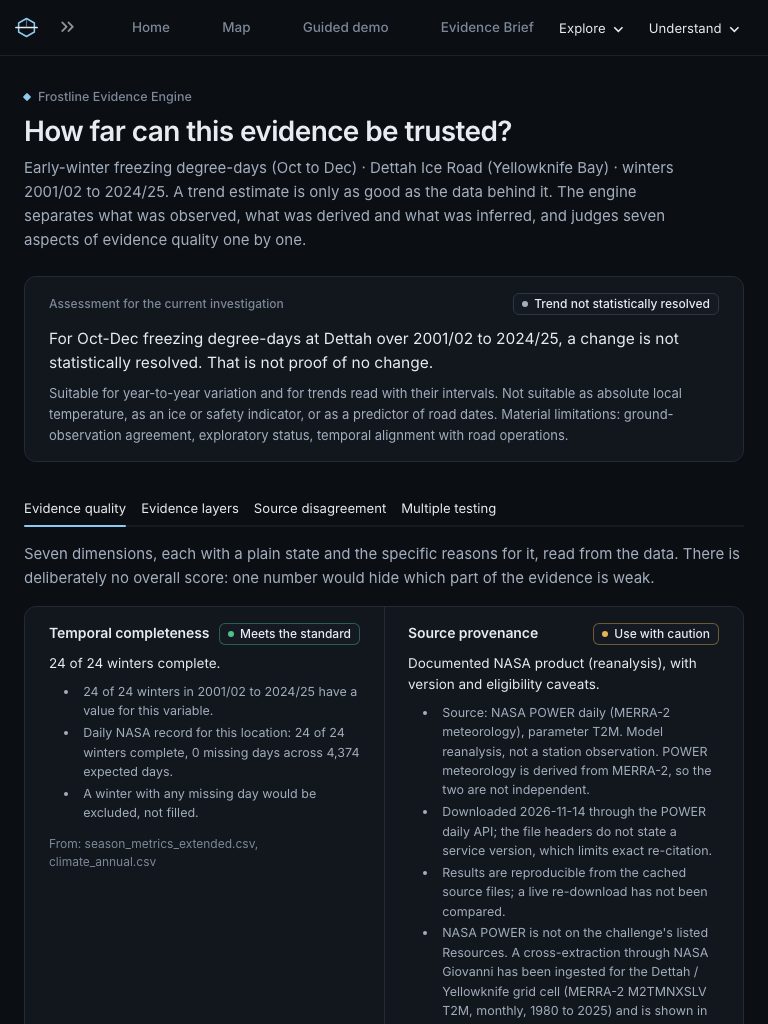 Home Map Guided demo Evidence Brief Explore Understand
Frostline Evidence Engine
How far can this evidence be trusted?
Early-winter freezing degree-days (Oct to Dec) · Dettah Ice Road (Yellowknife Bay) · winters
2001/02 to 2024/25. A trend estimate is only as good as the data behind it. The engine
separates what was observed, what was derived and what was inferred, and judges seven
aspects of evidence quality one by one.
Assessment for the current investigation
Trend not statistically resolved
For Oct-Dec freezing degree-days at Dettah over 2001/02 to 2024/25, a change is not
statistically resolved. That is not proof of no change.
Suitable for year-to-year variation and for trends read with their intervals. Not suitable as absolute local
temperature, as an ice or safety indicator, or as a predictor of road dates. Material limitations: ground-
observation agreement, exploratory status, temporal alignment with road operations.
Evidence quality Evidence layers Source disagreement Multiple testing
Seven dimensions, each with a plain state and the specific reasons for it, read from the data. There is
deliberately no overall score: one number would hide which part of the evidence is weak.
Temporal completeness
Meets the standard
24 of 24 winters complete.
• 24 of 24 winters in 2001/02 to 2024/25 have a
value for this variable.
• Daily NASA record for this location: 24 of 24
winters complete, 0 missing days across 4,374
expected days.
• A winter with any missing day would be
excluded, not filled.
From: season_metrics_extended.csv,
climate_annual.csv
Source provenance
Use with caution
Documented NASA product (reanalysis), with
version and eligibility caveats.
• Source: NASA POWER daily (MERRA-2
meteorology), parameter T2M. Model
reanalysis, not a station observation. POWER
meteorology is derived from MERRA-2, so the
two are not independent.
• Downloaded 2026-11-14 through the POWER
daily API; the file headers do not state a
service version, which limits exact re-citation.
• Results are reproducible from the cached
source files; a live re-download has not been
compared.
• NASA POWER is not on the challenge's listed
Resources. A cross-extraction through NASA
Giovanni has been ingested for the Dettah /
Yellowknife grid cell (MERRA-2 M2TMNXSLV
T2M, monthly, 1980 to 2025) and is shown in